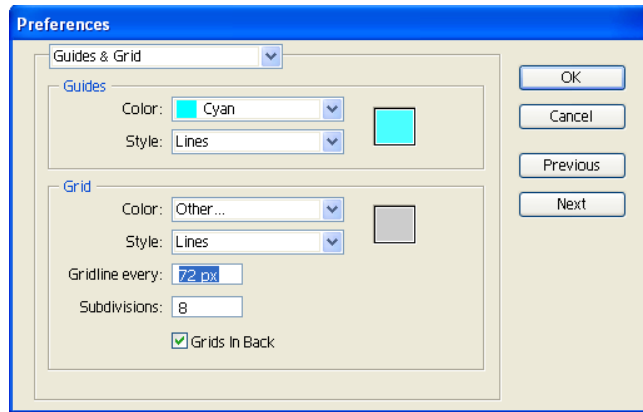 Preferences
Guides & Grid
OK
Guides
Color: Cyan
Cancel
Style: Lines
Previous
Grid
Color: Other...
Next
Style: Lines
Gridline every: 72 px
Subdivisions: 8
Grids In Back